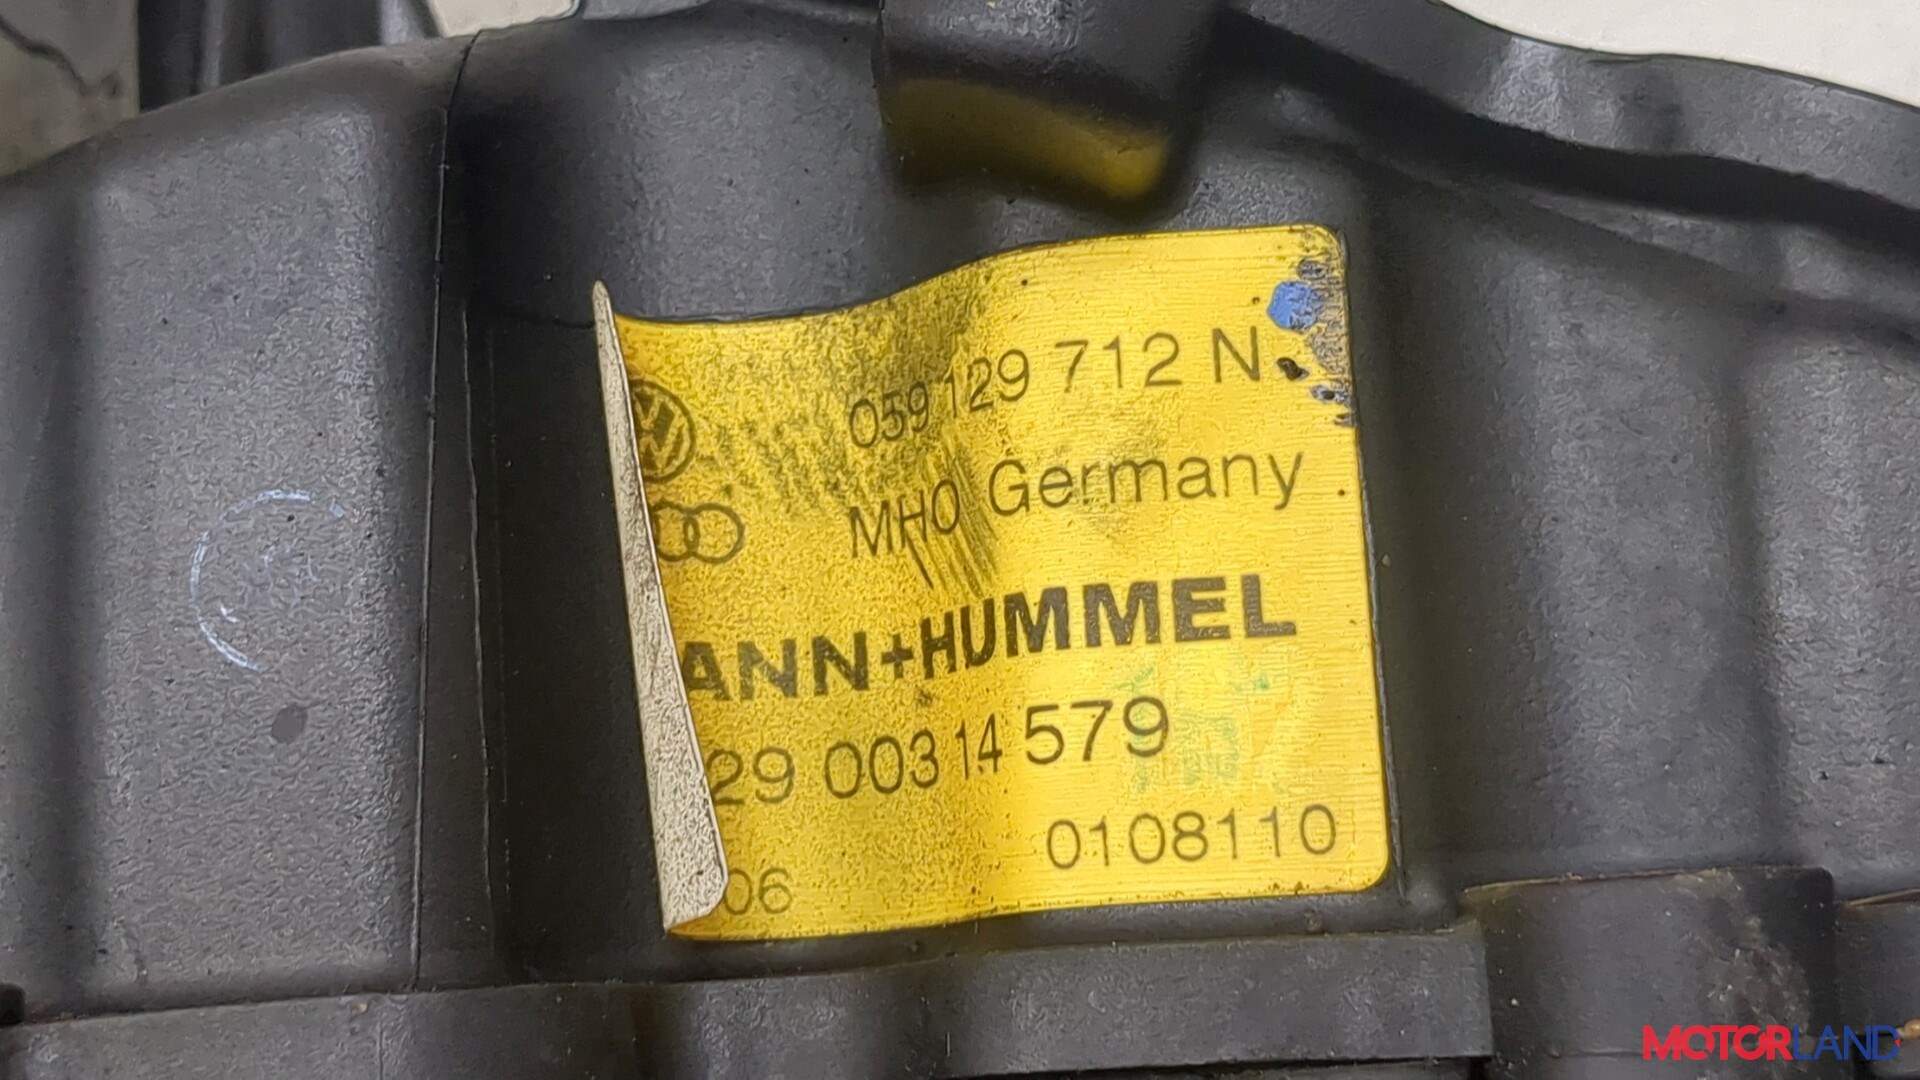 059 129 712 N
MHO Germany
ANN+HUMMEL
29 003 14 579
0108110
06
MOTORLAND